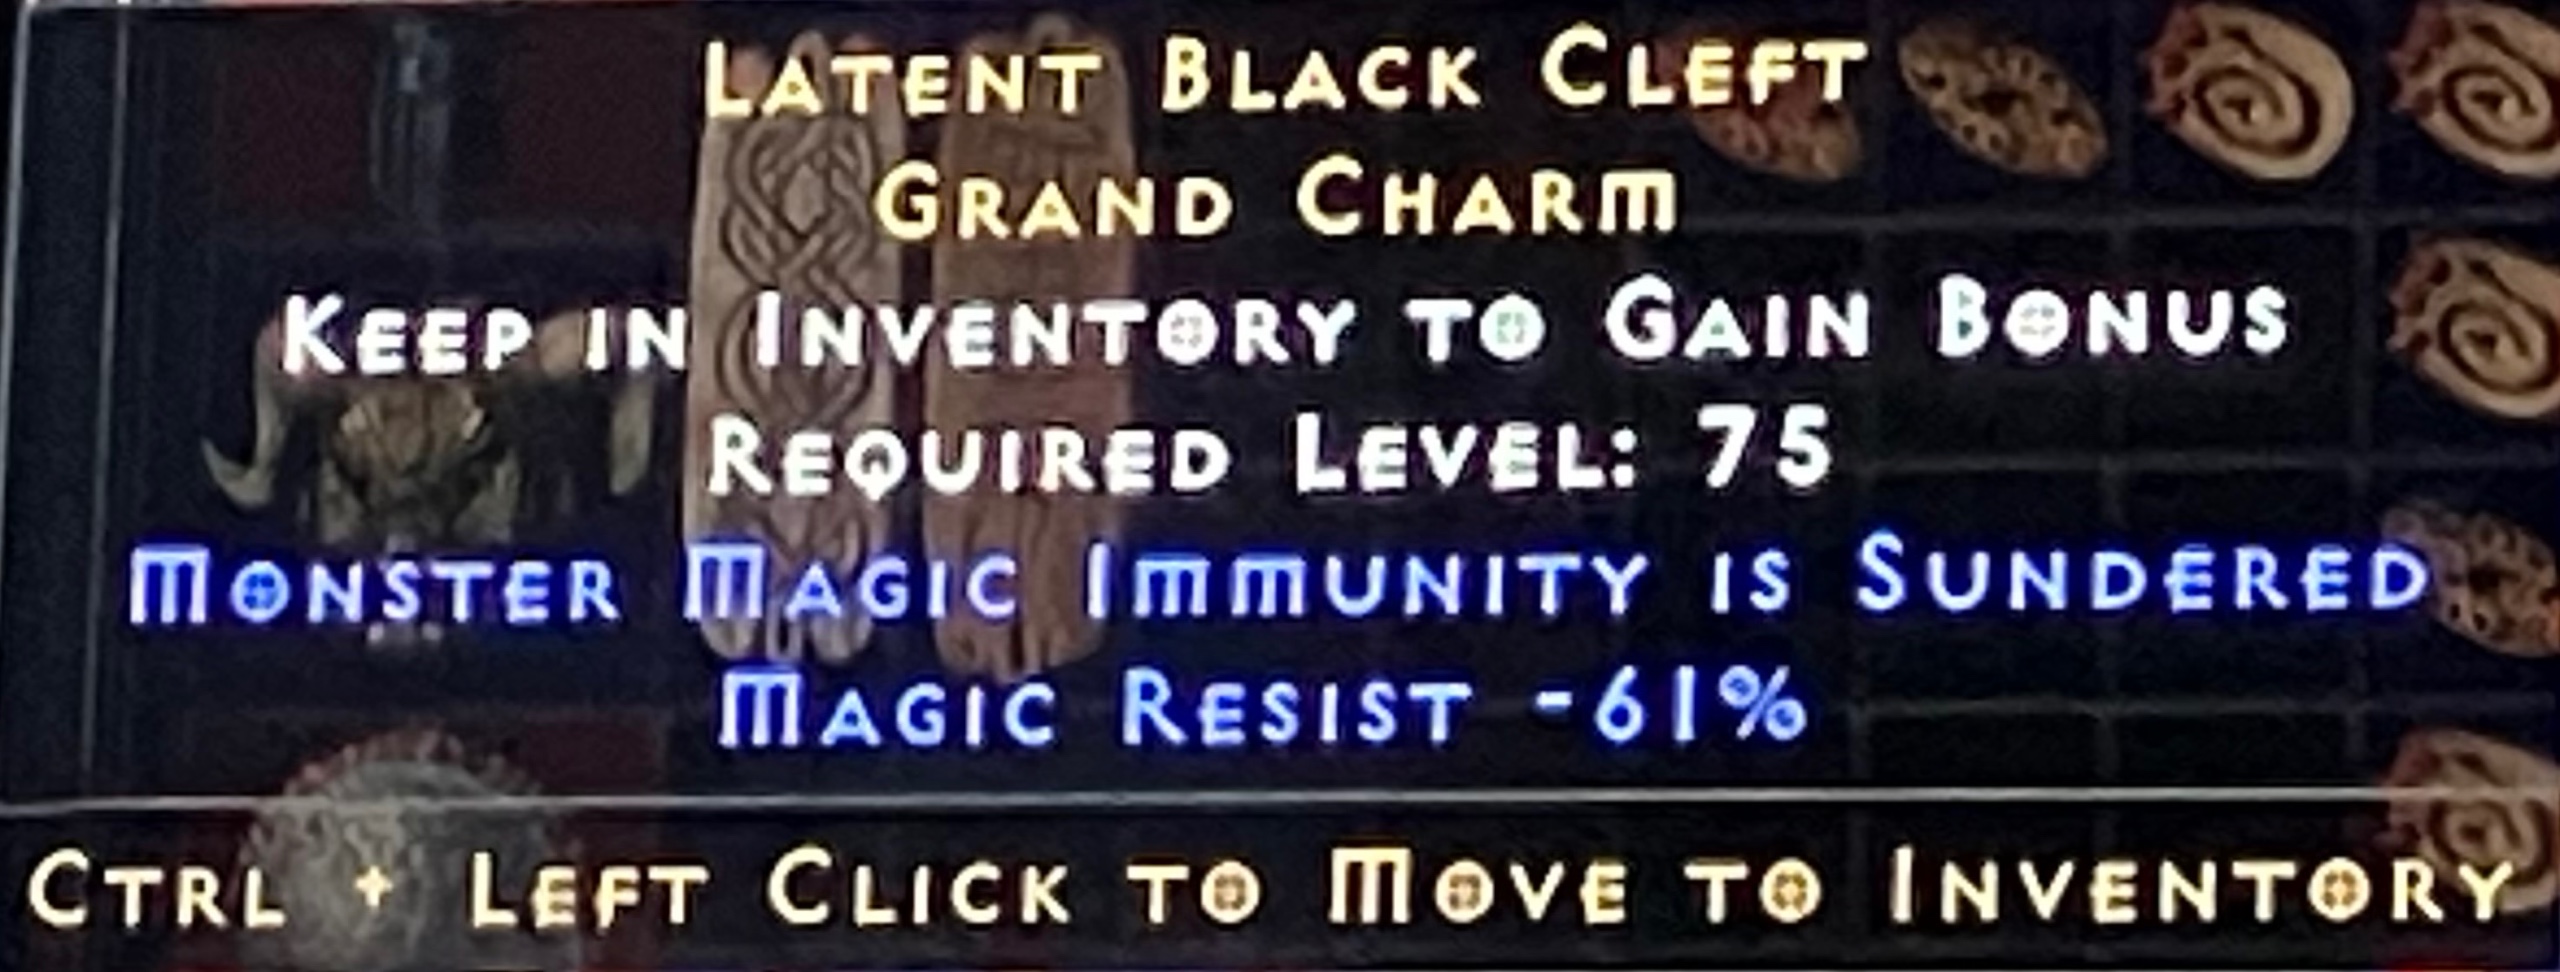 Latent Black Cleft
Grand Charm
Keep in Inventory to Gain Bonus
Required Level: 75
Monster Magic Immunity is Sundered
Magic Resist -61%
Ctrl + Left Click to Move to Inventory